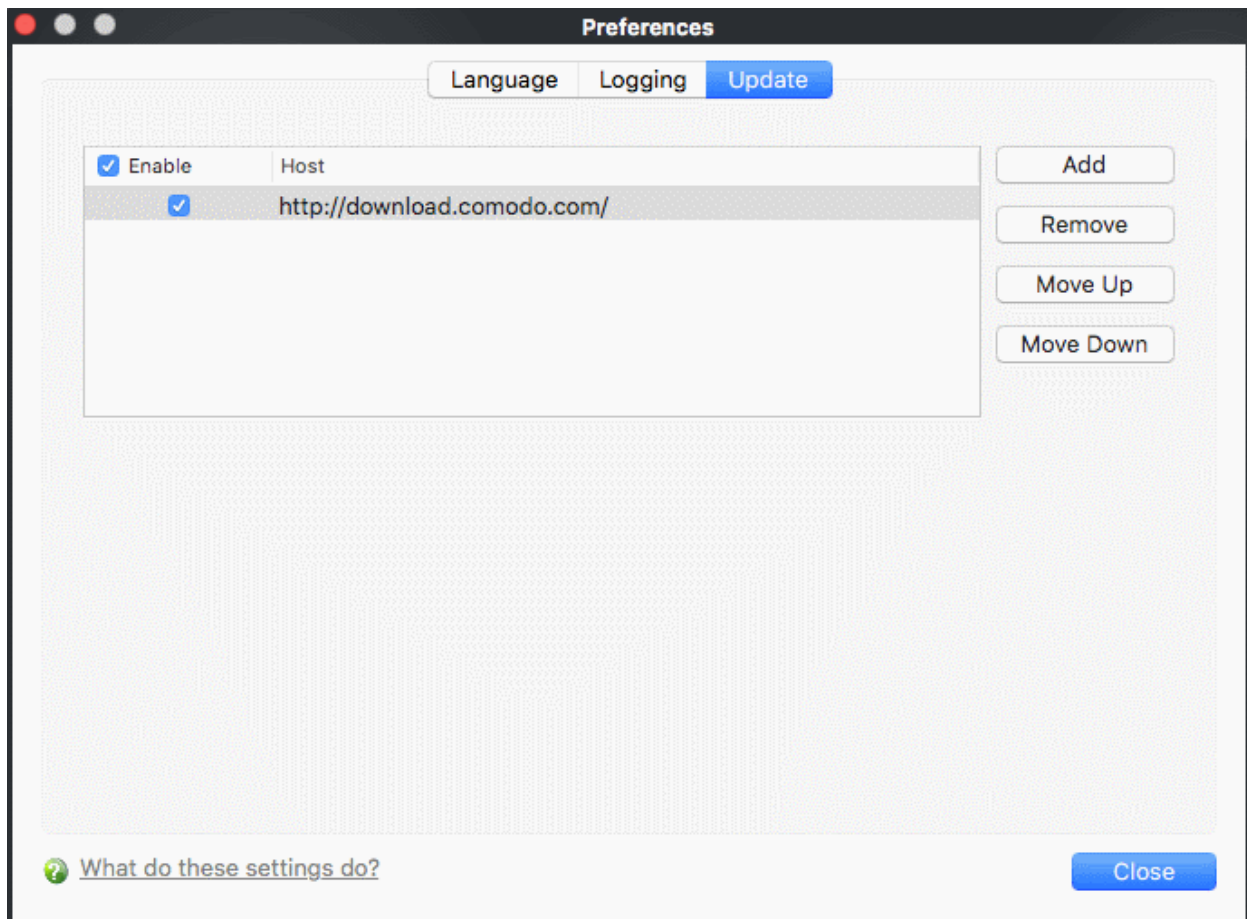 Preferences
Language Logging Update
Enable Host Add
http://download.comodo.com/
Remove
Move Up
Move Down
What do these settings do? Close